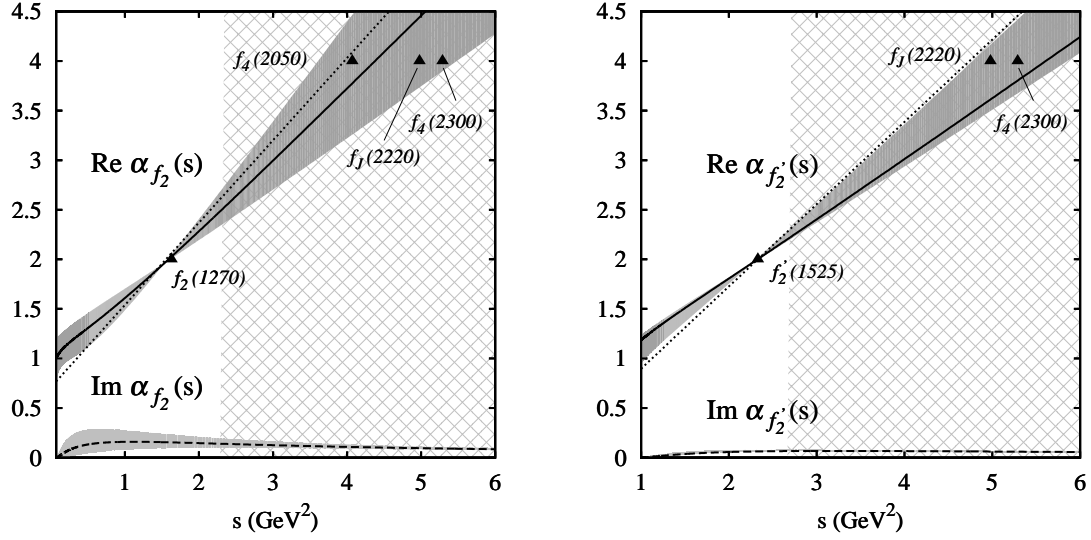 4.5
4
3.5
3
2.5
2
1.5
1
0.5
0
1
2
3
4
5
6
s (GeV²)
Re α_{f₂}(s)
Im α_{f₂}(s)
f₄(2050)
f_J(2220)
f₄(2300)
f₂(1270)
4.5
4
3.5
3
2.5
2
1.5
1
0.5
0
1
2
3
4
5
6
s (GeV²)
Re α_{f₂'}(s)
Im α_{f₂'}(s)
f_J(2220)
f₄(2300)
f₂'(1525)